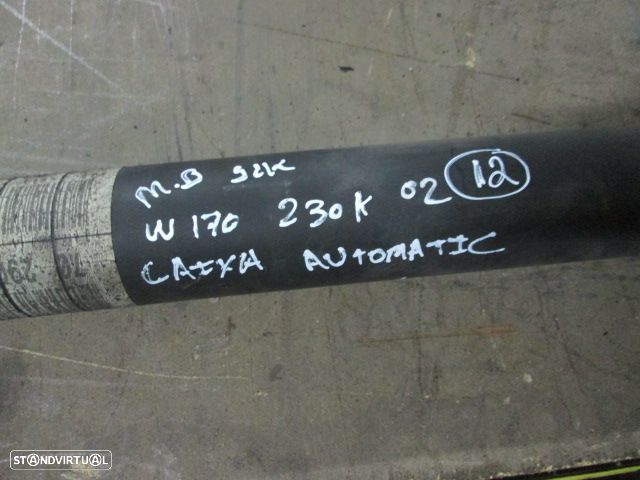 M.B SLK
W 170 230K 02 12
CAIXA AUTOMATIC
STANDVIRTUAL